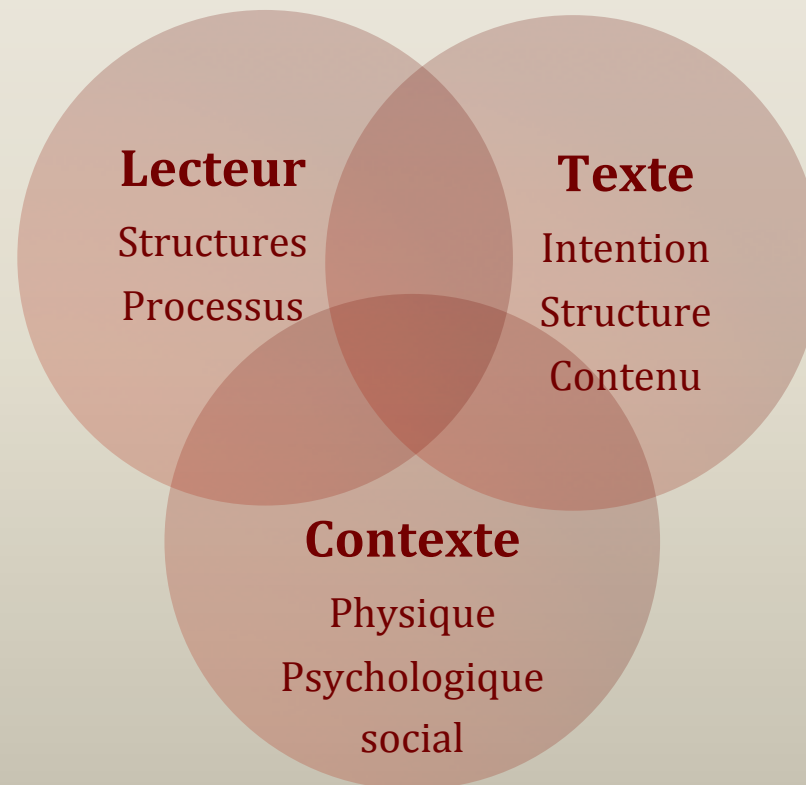 Lecteur
Structures
Processus
Texte
Intention
Structure
Contenu
Contexte
Physique
Psychologique
social